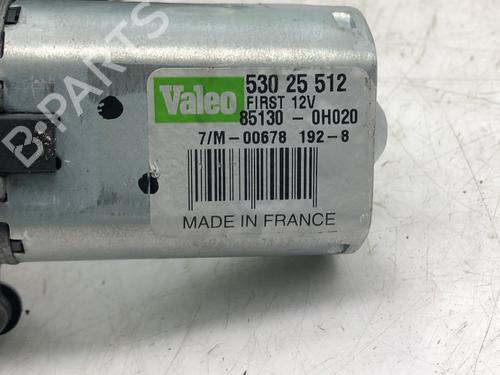 Valeo 530 25 512
FIRST 12V
85130 - 0H020
7/M-00678 192-8
MADE IN FRANCE
B-PARTS